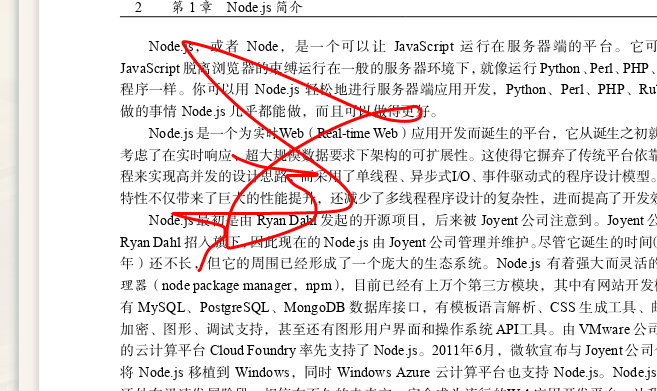 2 第 1 章 Node.js 简介
Node.js，或者 Node，是一个可以让 JavaScript 运行在服务器端的平台。它可
JavaScript 脱离浏览器的束缚运行在一般的服务器环境下，就像运行 Python、Perl、PHP、
程序一样。你可以用 Node.js 轻松地进行服务器端应用开发，Python、Perl、PHP、Ru
做的事情 Node.js 几乎都能做，而且可以做得更好。
Node.js 是一个为实时Web（Real-time Web）应用开发而诞生的平台，它从诞生之初就
考虑了在实时响应、超大规模数据要求下架构的可扩展性。这使得它摒弃了传统平台依靠
程来实现高并发的设计思路，而采用了单线程、异步式I/O、事件驱动式的程序设计模型。
特性不仅带来了巨大的性能提升，还减少了多线程程序设计的复杂性，进而提高了开发效
Node.js最初是由 Ryan Dahl 发起的开源项目，后来被 Joyent 公司注意到。Joyent 公
Ryan Dahl 招入旗下，因此现在的 Node.js 由 Joyent 公司管理并维护。尽管它诞生的时间(
年）还不长，但它的周围已经形成了一个庞大的生态系统。Node.js 有着强大而灵活的
理器（node package manager，npm），目前已经有上万个第三方模块，其中有网站开发
有 MySQL、PostgreSQL、MongoDB 数据库接口，有模板语言解析、CSS 生成工具、
加密、图形、调试支持，甚至还有图形用户界面和操作系统 API工具。由 VMware 公
的云计算平台 Cloud Foundry 率先支持了 Node.js。2011年6月，微软宣布与 Joyent 公司
将 Node.js 移植到 Windows，同时 Windows Azure 云计算平台也支持 Node.js。Node.js